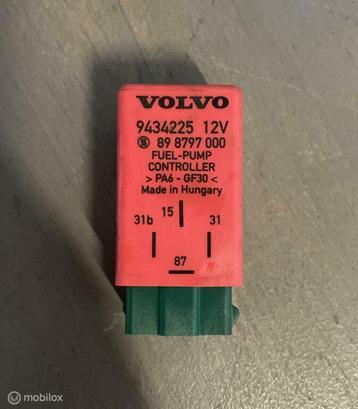 VOLVO
9434225 12V
Ⓢ 89 8797 000
FUEL-PUMP
CONTROLLER
> PA6 - GF30 <
Made in Hungary
15
31b 31
87
mobilox